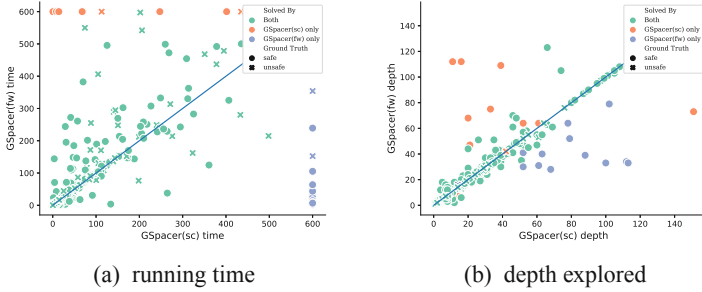 Solved By
Both
GSpacer(sc) only
GSpacer(fw) only
Ground Truth
safe
unsafe
GSpacer(fw) time
600
500
400
300
200
100
0
0 100 200 300 400 500 600
GSpacer(sc) time
(a) running time
Solved By
Both
GSpacer(sc) only
GSpacer(fw) only
Ground Truth
safe
unsafe
GSpacer(fw) depth
140
120
100
80
60
40
20
0
0 20 40 60 80 100 120 140
GSpacer(sc) depth
(b) depth explored